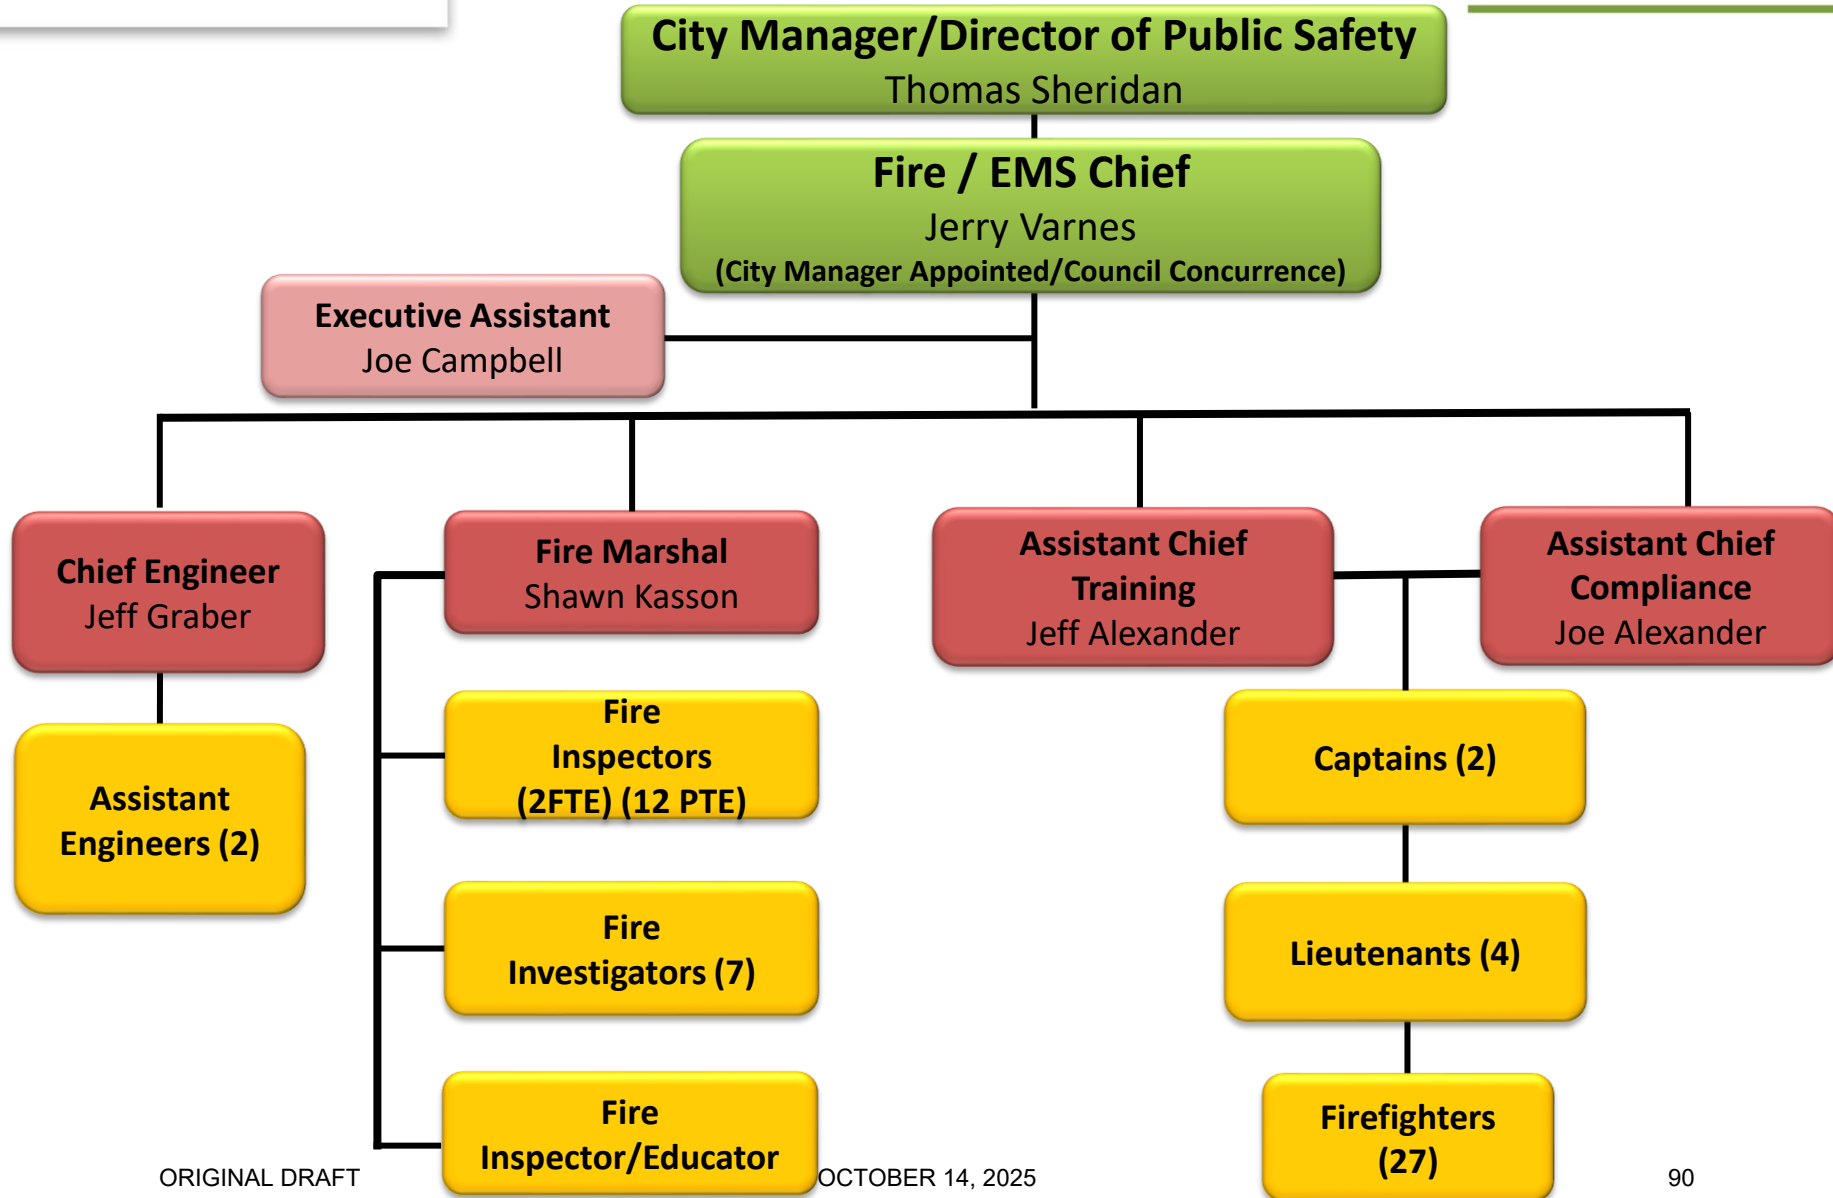 City Manager/Director of Public Safety
Thomas Sheridan
Fire / EMS Chief
Jerry Varnes
(City Manager Appointed/Council Concurrence)
Executive Assistant
Joe Campbell
Chief Engineer
Jeff Graber
Fire Marshal
Shawn Kasson
Assistant Chief
Training
Jeff Alexander
Assistant Chief
Compliance
Joe Alexander
Assistant
Engineers (2)
Fire
Inspectors
(2FTE) (12 PTE)
Fire
Investigators (7)
Fire
Inspector/Educator
Captains (2)
Lieutenants (4)
Firefighters
(27)
ORIGINAL DRAFT
OCTOBER 14, 2025
90